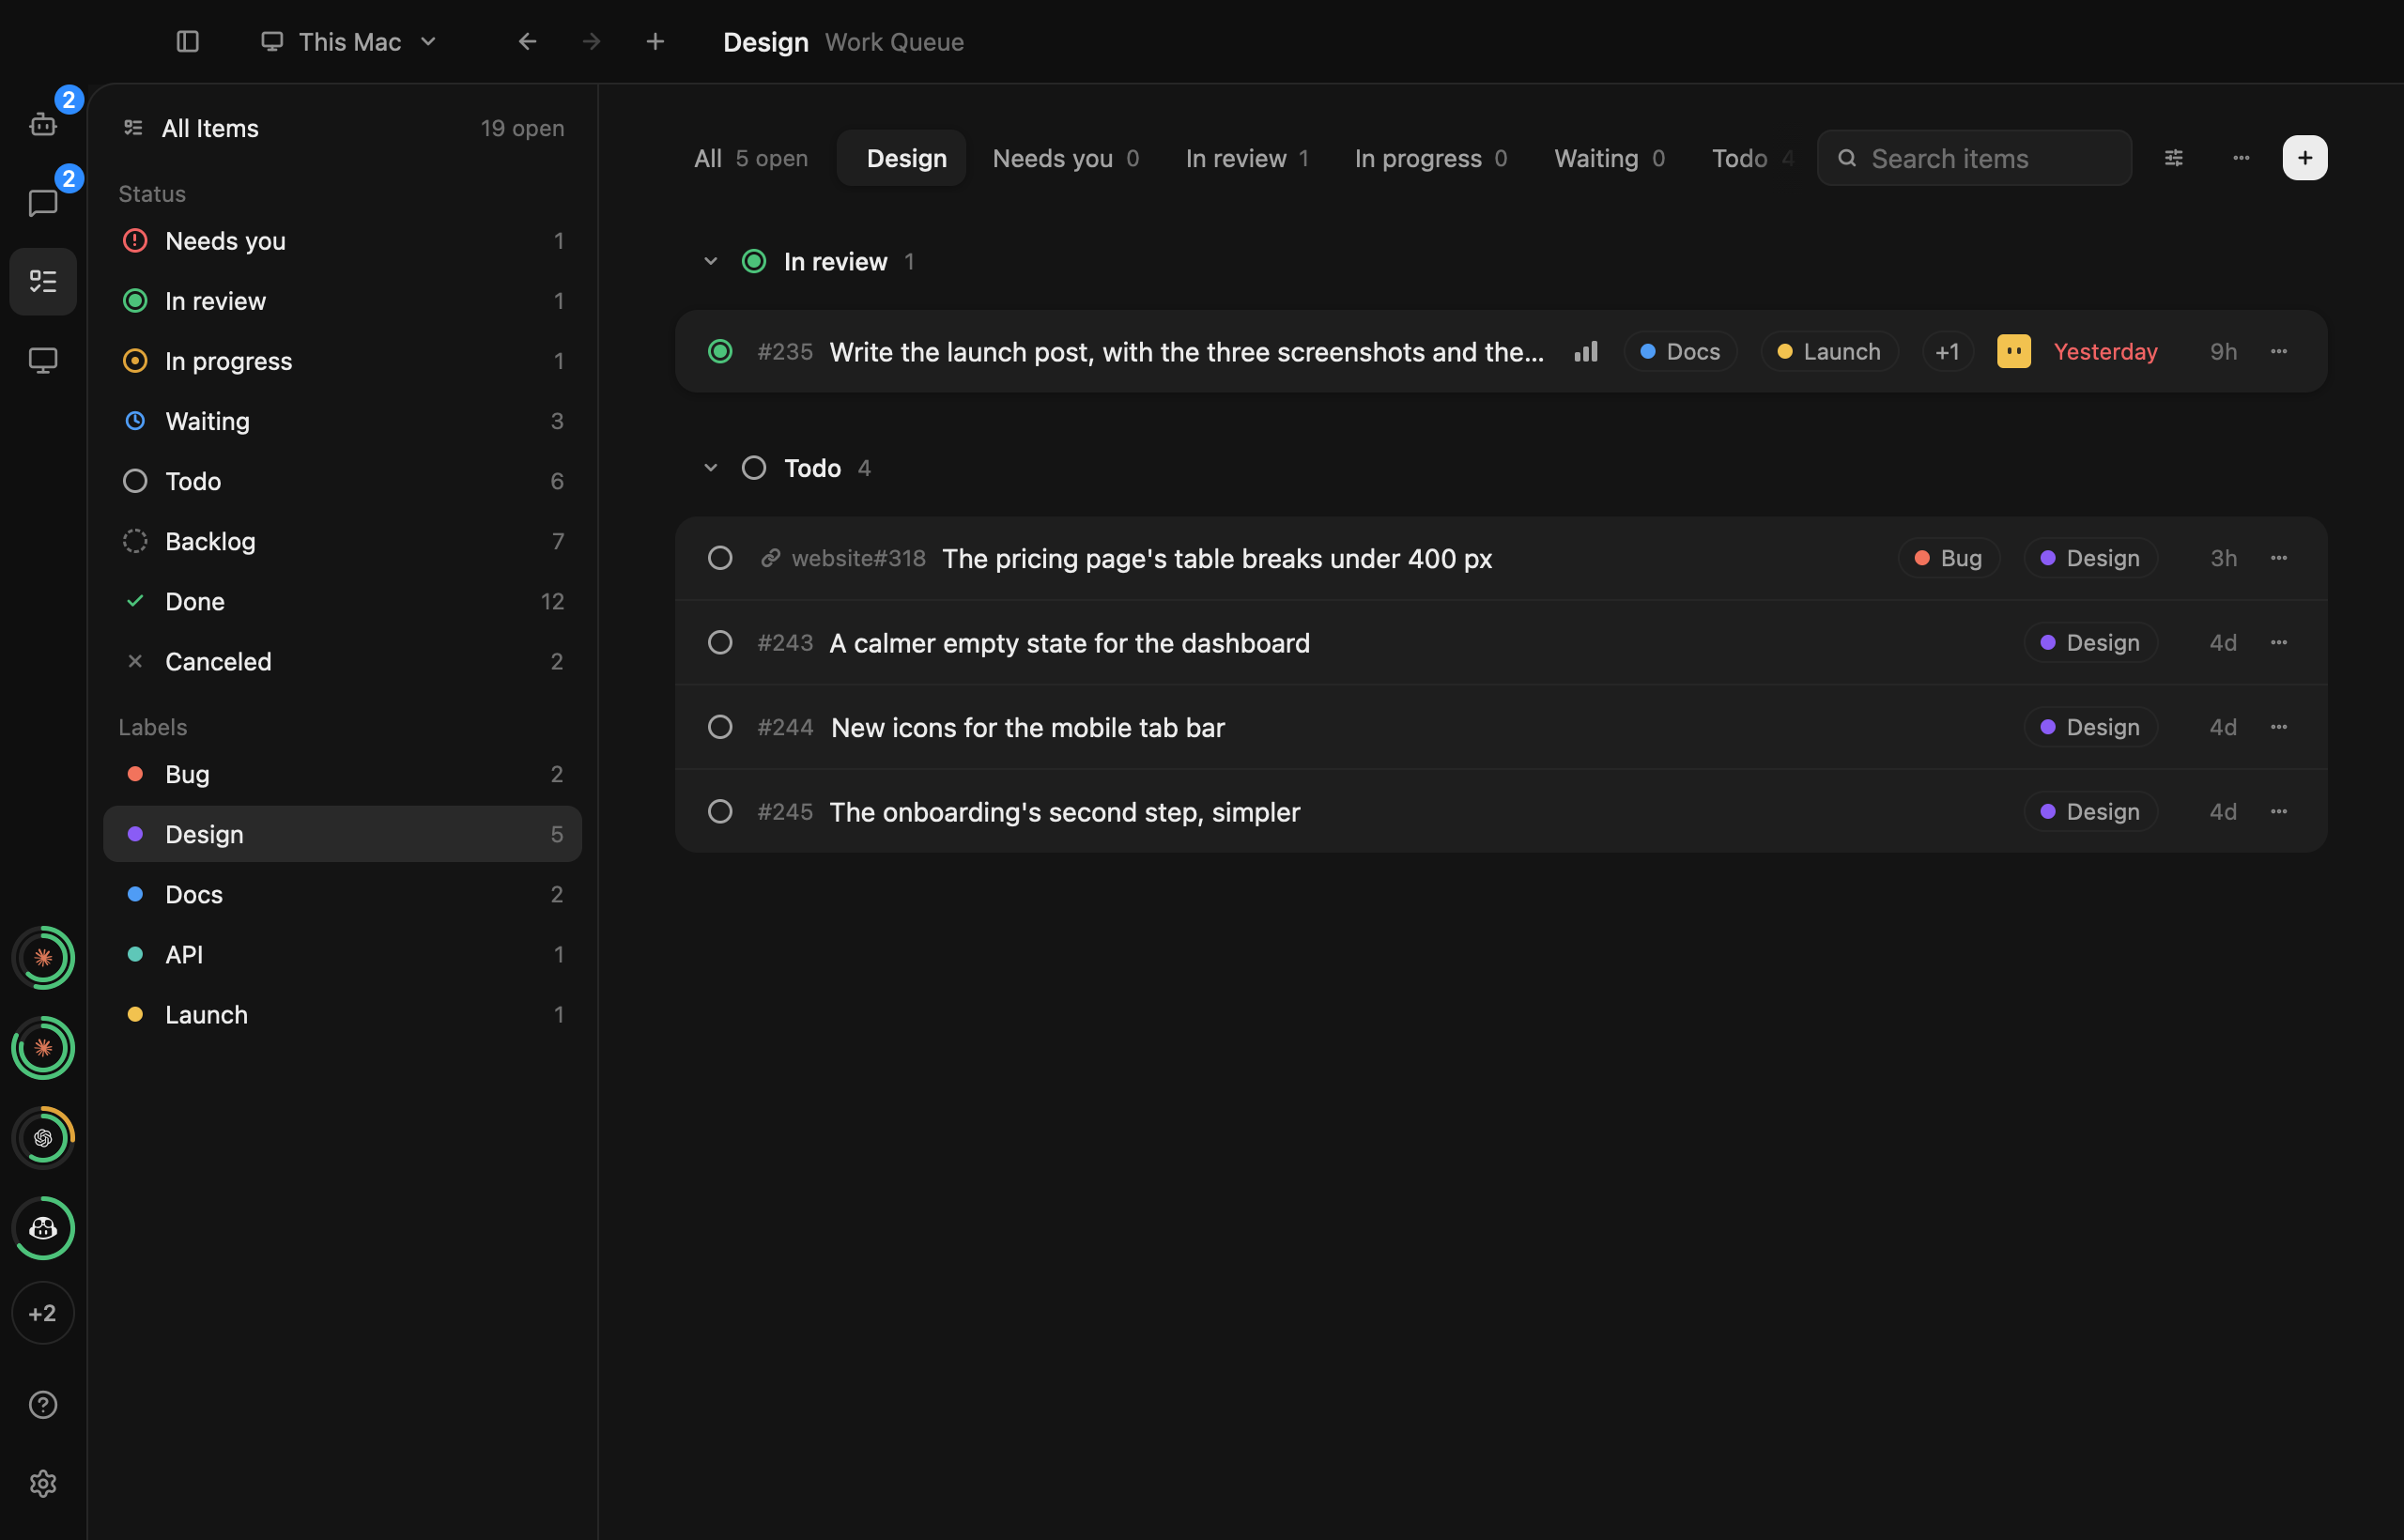 This Mac
Design Work Queue
2
2
All Items 19 open
Status
Needs you 1
In review 1
In progress 1
Waiting 3
Todo 6
Backlog 7
Done 12
Canceled 2
Labels
Bug 2
Design 5
Docs 2
API 1
Launch 1
+2
All 5 open Design Needs you 0 In review 1 In progress 0 Waiting 0 Todo 4 Search items
In review 1
#235 Write the launch post, with the three screenshots and the... Docs Launch +1 Yesterday 9h
Todo 4
website#318 The pricing page's table breaks under 400 px Bug Design 3h
#243 A calmer empty state for the dashboard Design 4d
#244 New icons for the mobile tab bar Design 4d
#245 The onboarding's second step, simpler Design 4d